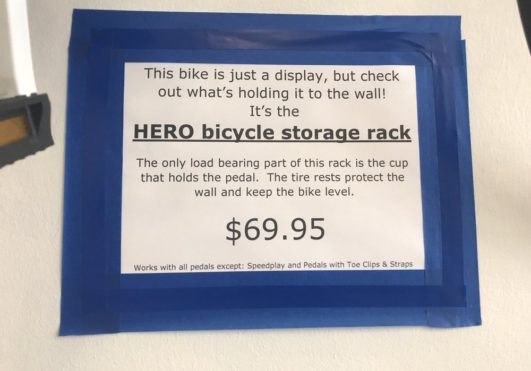 This bike is just a display, but check
out what's holding it to the wall!
It's the
HERO bicycle storage rack
The only load bearing part of this rack is the cup
that holds the pedal. The tire rests protect the
wall and keep the bike level.
$69.95
Works with all pedals except: Speedplay and Pedals with Toe Clips & Straps